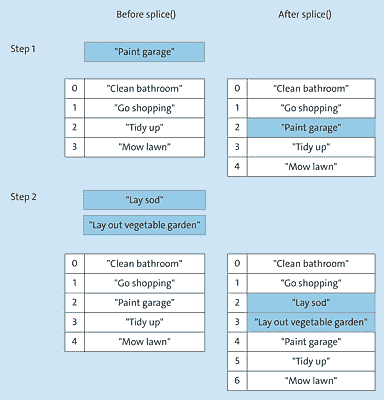 Before splice() After splice()
Step 1
"Paint garage"
0 "Clean bathroom" 0 "Clean bathroom"
1 "Go shopping" 1 "Go shopping"
2 "Tidy up" 2 "Paint garage"
3 "Mow lawn" 3 "Tidy up"
4 "Mow lawn"
Step 2
"Lay sod"
"Lay out vegetable garden"
0 "Clean bathroom" 0 "Clean bathroom"
1 "Go shopping" 1 "Go shopping"
2 "Paint garage" 2 "Lay sod"
3 "Tidy up" 3 "Lay out vegetable garden"
4 "Mow lawn" 4 "Paint garage"
5 "Tidy up"
6 "Mow lawn"